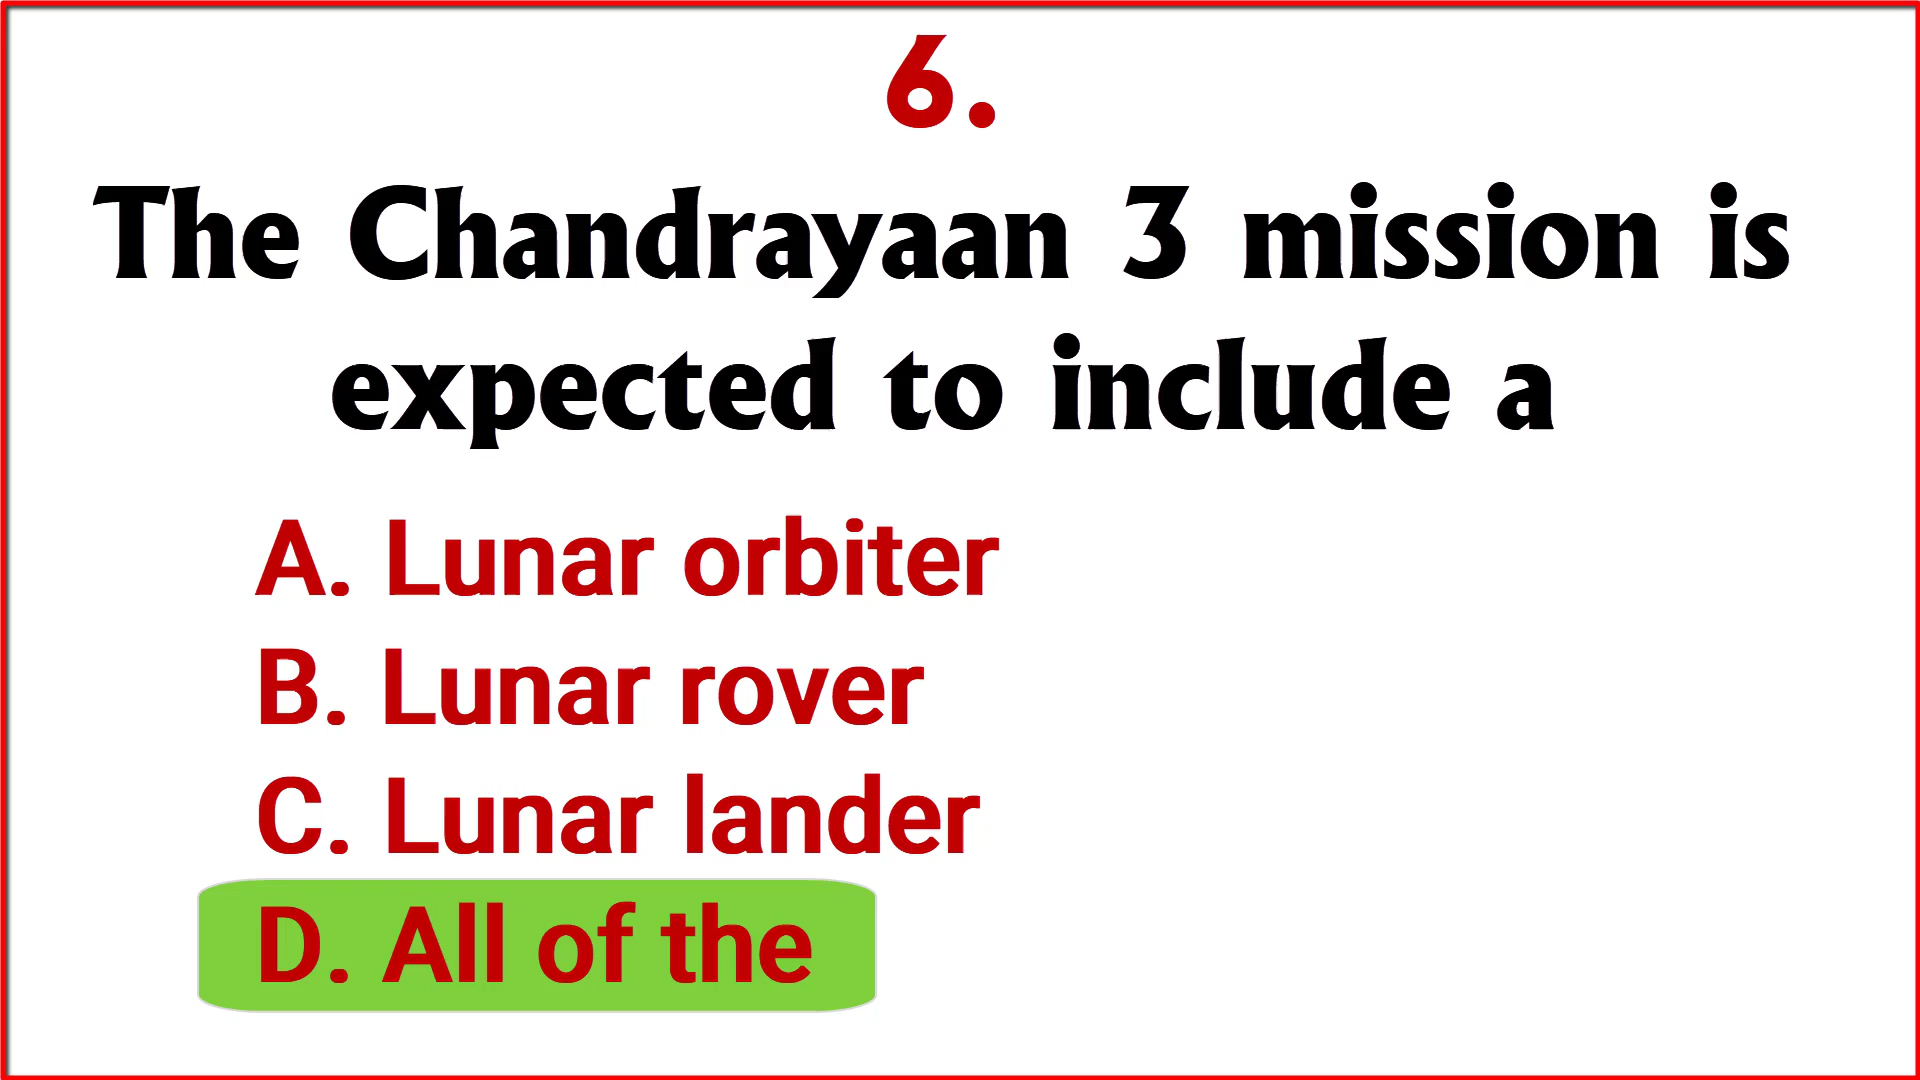 6.
The Chandrayaan 3 mission is
expected to include a
A. Lunar orbiter
B. Lunar rover
C. Lunar lander
D. All of the